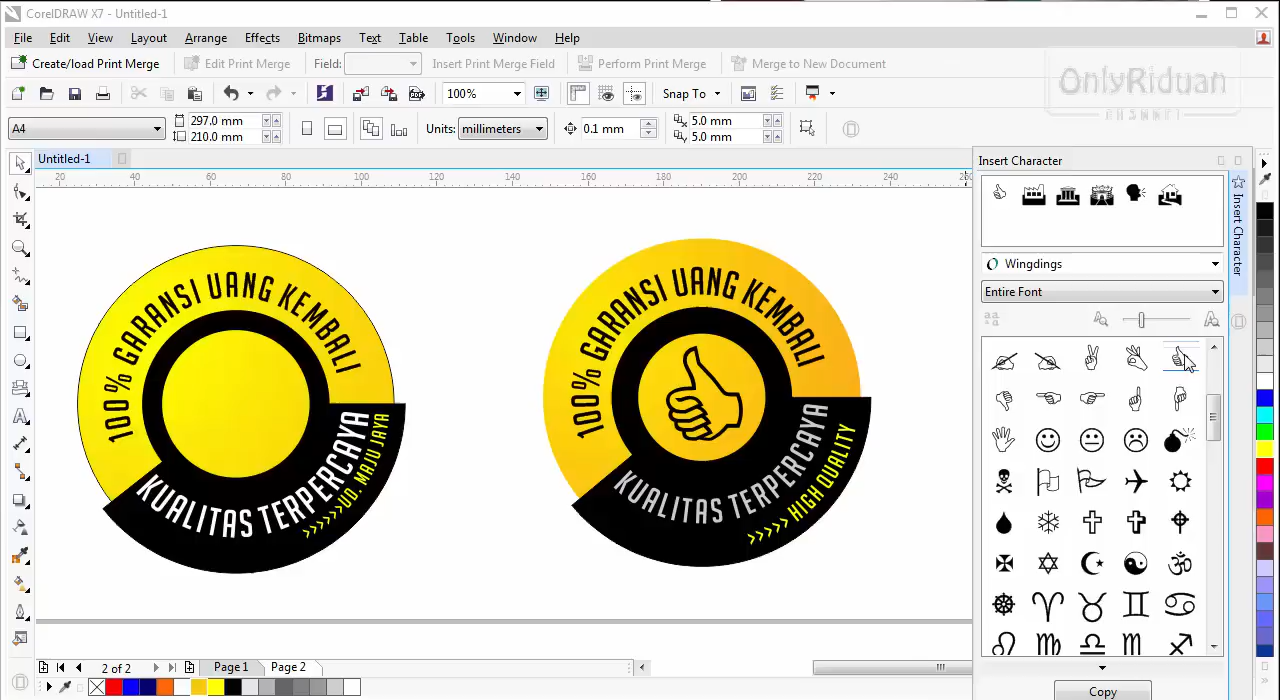 CorelDRAW X7 - Untitled-1
File Edit View Layout Arrange Effects Bitmaps Text Table Tools Window Help
Create/load Print Merge Edit Print Merge Field: Insert Print Merge Field Perform Print Merge Merge to New Document
OnlyRiduan
100% Snap To
A4 297.0 mm 210.0 mm Units: millimeters 0.1 mm 5.0 mm 5.0 mm
Untitled-1
20 40 60 80 100 120 140 160 180 200 220 240
Insert Character
Insert Character
Wingdings
Entire Font
100% GARANSI UANG KEMBALI
KUALITAS TERPERCAYA
>>>>>>UD. MAJU JAYA
100% GARANSI UANG KEMBALI
KUALITAS TERPERCAYA
>>>>> HIGH QUALITY
2 of 2 Page 1 Page 2
Copy